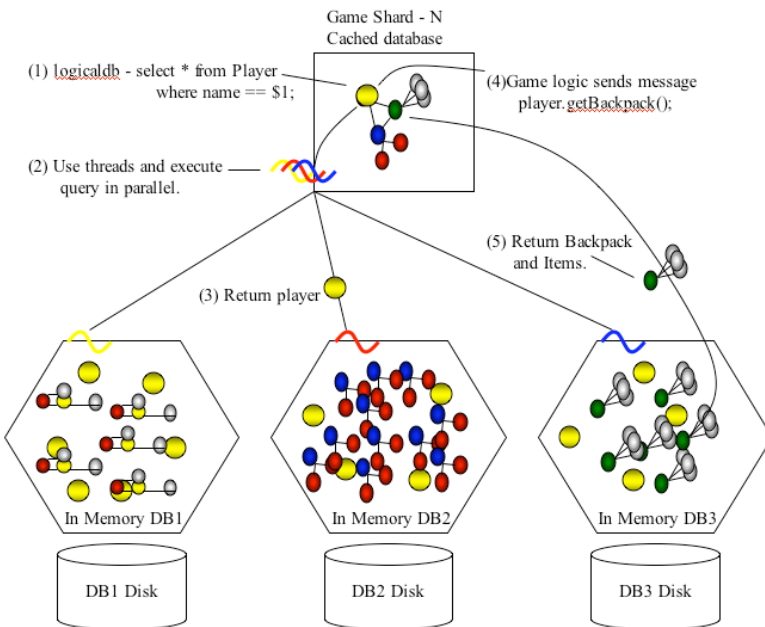 Game Shard - N
Cached database
(1) logicaldb - select * from Player
where name == $1;
(4)Game logic sends message
player.getBackpack();
(2) Use threads and execute
query in parallel.
(5) Return Backpack
and Items.
(3) Return player
In Memory DB1
In Memory DB2
In Memory DB3
DB1 Disk
DB2 Disk
DB3 Disk